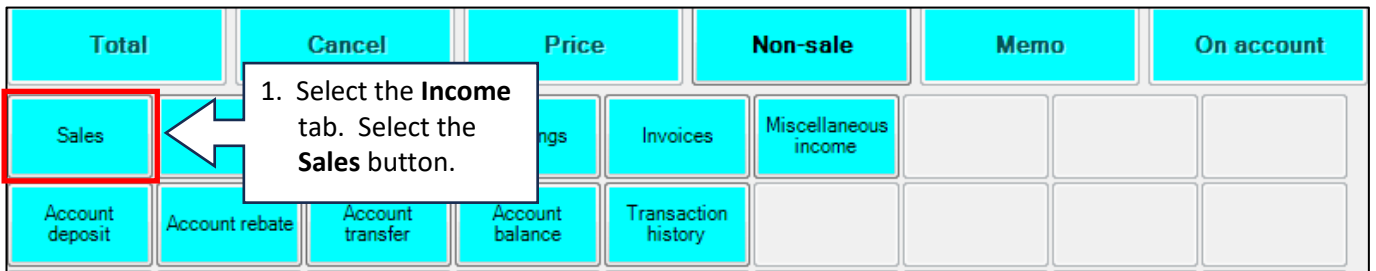 Total Cancel Price Non-sale Memo On account
1. Select the Income
tab. Select the
Sales button.
Sales ngs Invoices Miscellaneous
income
Account
deposit Account rebate Account
transfer Account
balance Transaction
history